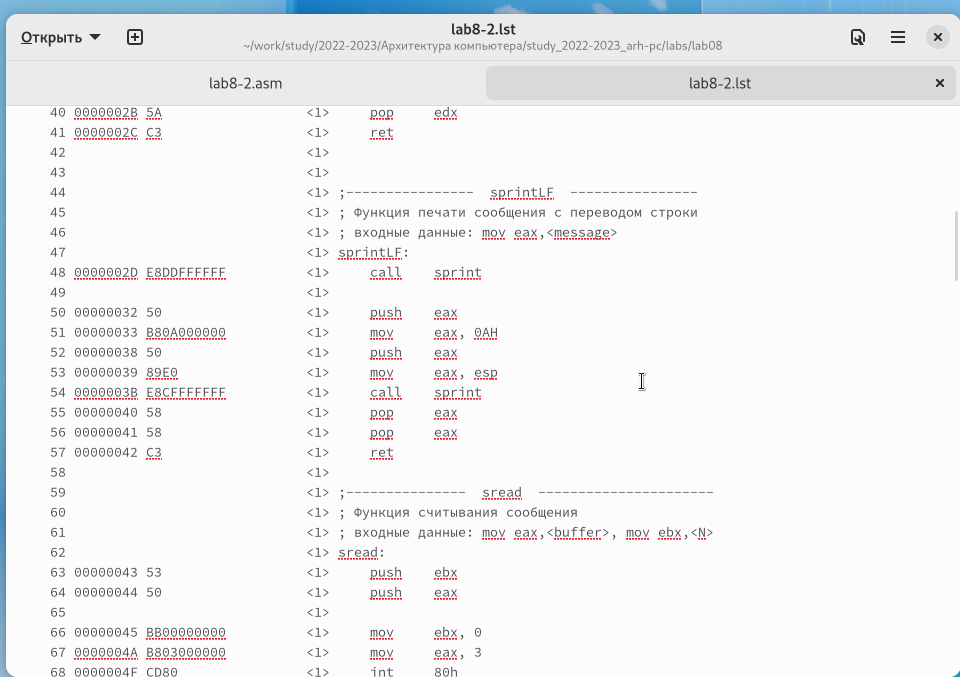 Открыть
lab8-2.lst
~/work/study/2022-2023/Архитектура компьютера/study_2022-2023_arh-pc/labs/lab08
lab8-2.asm
lab8-2.lst
40 0000002B 5A <1> pop edx
41 0000002C C3 <1> ret
42 <1>
43 <1>
44 <1> ;---------------- sprintLF ----------------
45 <1> ; Функция печати сообщения с переводом строки
46 <1> ; входные данные: mov eax,<message>
47 <1> sprintLF:
48 0000002D E8DDFFFFFF <1> call sprint
49 <1>
50 00000032 50 <1> push eax
51 00000033 B80A000000 <1> mov eax, 0AH
52 00000038 50 <1> push eax
53 00000039 89E0 <1> mov eax, esp
54 0000003B E8CFFFFFFF <1> call sprint
55 00000040 58 <1> pop eax
56 00000041 58 <1> pop eax
57 00000042 C3 <1> ret
58 <1>
59 <1> ;--------------- sread ----------------------
60 <1> ; Функция считывания сообщения
61 <1> ; входные данные: mov eax,<buffer>, mov ebx,<N>
62 <1> sread:
63 00000043 53 <1> push ebx
64 00000044 50 <1> push eax
65 <1>
66 00000045 BB00000000 <1> mov ebx, 0
67 0000004A B803000000 <1> mov eax, 3
68 0000004F CD80 <1> int 80h